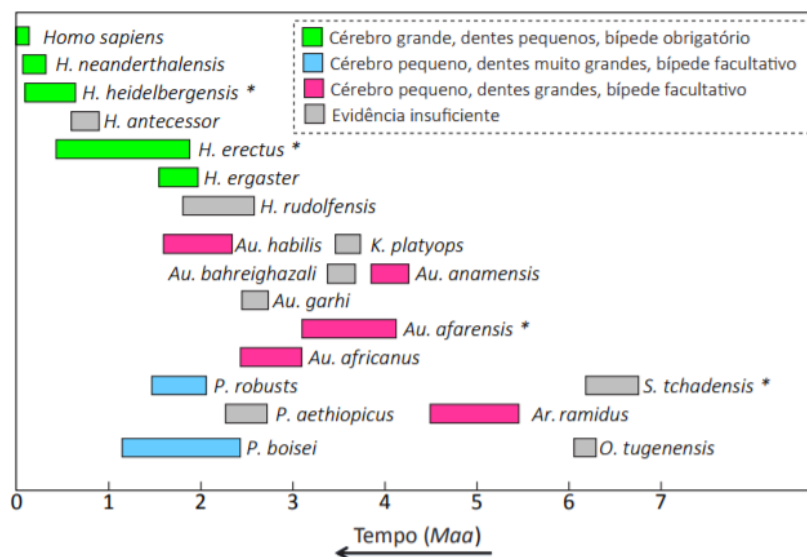 Homo sapiens
H. neanderthalensis
H. heidelbergensis *
H. antecessor
H. erectus *
H. ergaster
H. rudolfensis
Au. habilis
K. platyops
Au. bahreighazali
Au. anamensis
Au. garhi
Au. afarensis *
Au. africanus
P. robusts
S. tchadensis *
P. aethiopicus
Ar. ramidus
P. boisei
O. tugenensis
Cérebro grande, dentes pequenos, bípede obrigatório
Cérebro pequeno, dentes muito grandes, bípede facultativo
Cérebro pequeno, dentes grandes, bípede facultativo
Evidência insuficiente
0 1 2 3 4 5 6 7
Tempo (Maa)